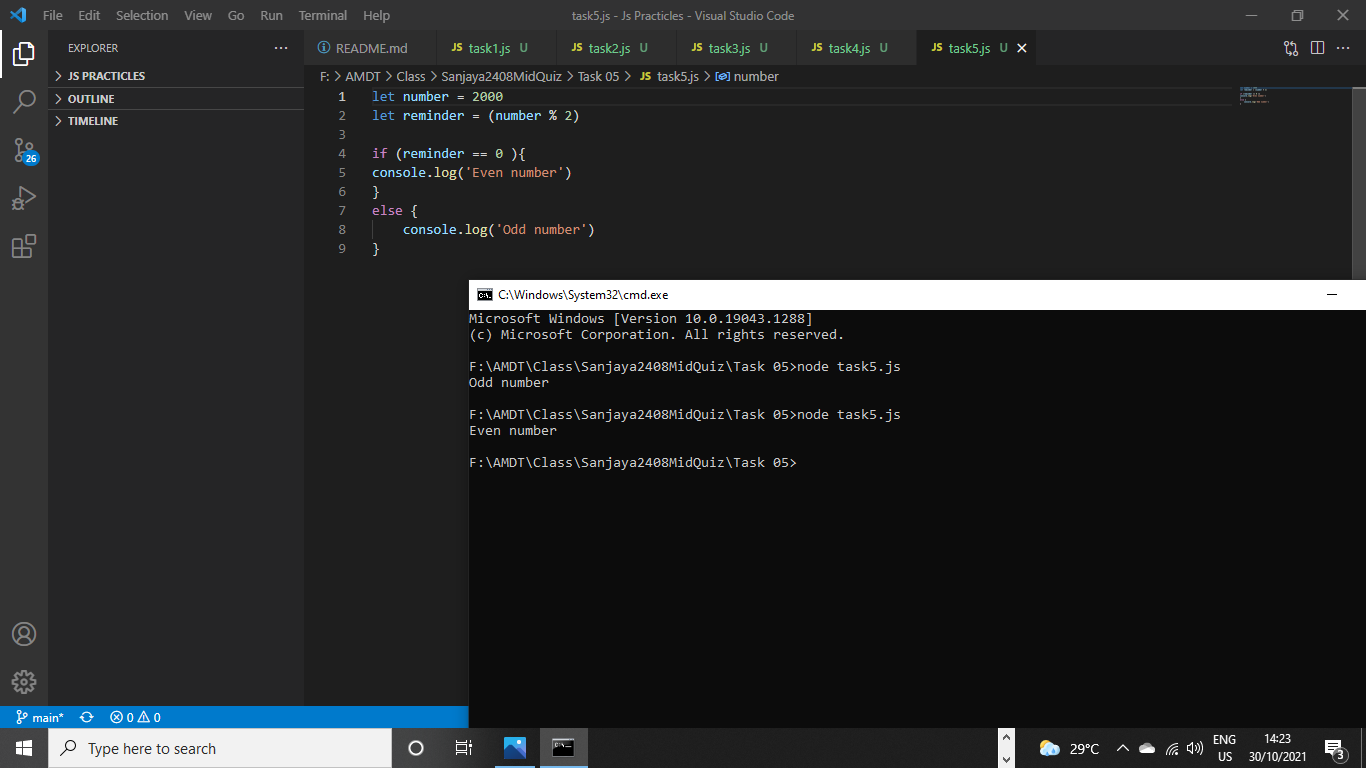 File Edit Selection View Go Run Terminal Help task5.js - Js Practicles - Visual Studio Code
EXPLORER ···
README.md JS task1.js U JS task2.js U JS task3.js U JS task4.js U JS task5.js U
F: > AMDT > Class > Sanjaya2408MidQuiz > Task 05 > JS task5.js > number
JS PRACTICLES
OUTLINE
TIMELINE
26
1 let number = 2000
2 let reminder = (number % 2)
3
4 if (reminder == 0 ){
5 console.log('Even number')
6 }
7 else {
8 console.log('Odd number')
9 }
C:\Windows\System32\cmd.exe
Microsoft Windows [Version 10.0.19043.1288]
(c) Microsoft Corporation. All rights reserved.
F:\AMDT\Class\Sanjaya2408MidQuiz\Task 05>node task5.js
Odd number
F:\AMDT\Class\Sanjaya2408MidQuiz\Task 05>node task5.js
Even number
F:\AMDT\Class\Sanjaya2408MidQuiz\Task 05>
main* 0 0
Type here to search
29°C
ENG
US
14:23
30/10/2021
3